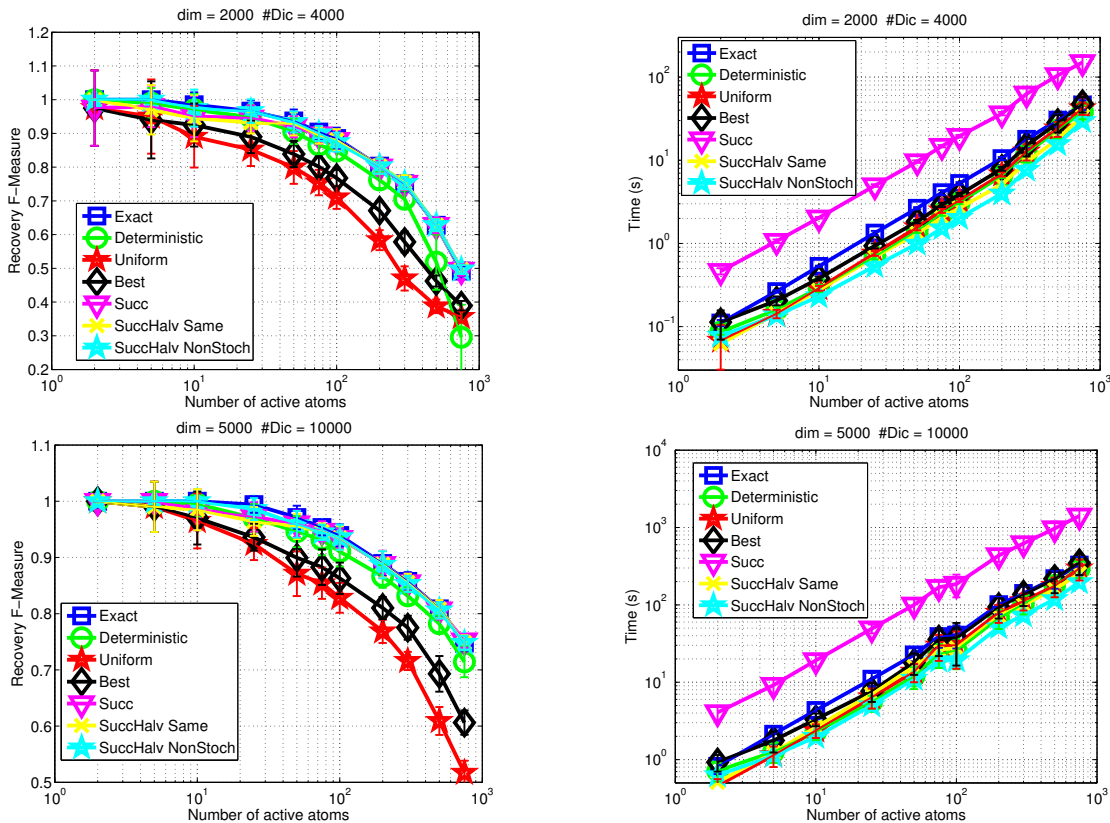 dim = 2000 #Dic = 4000
Recovery F−Measure
1.2
1.1
1
0.9
0.8
0.7
0.6
0.5
0.4
0.3
0.2
Exact
Deterministic
Uniform
Best
Succ
SuccHalv Same
SuccHalv NonStoch
10^0
10^1
10^2
10^3
Number of active atoms
dim = 2000 #Dic = 4000
Time (s)
10^2
10^1
10^0
10^−1
Exact
Deterministic
Uniform
Best
Succ
SuccHalv Same
SuccHalv NonStoch
10^0
10^1
10^2
10^3
Number of active atoms
dim = 5000 #Dic = 10000
Recovery F−Measure
1.1
1
0.9
0.8
0.7
0.6
0.5
Exact
Deterministic
Uniform
Best
Succ
SuccHalv Same
SuccHalv NonStoch
10^0
10^1
10^2
10^3
Number of active atoms
dim = 5000 #Dic = 10000
Time (s)
10^4
10^3
10^2
10^1
10^0
Exact
Deterministic
Uniform
Best
Succ
SuccHalv Same
SuccHalv NonStoch
10^0
10^1
10^2
10^3
Number of active atoms